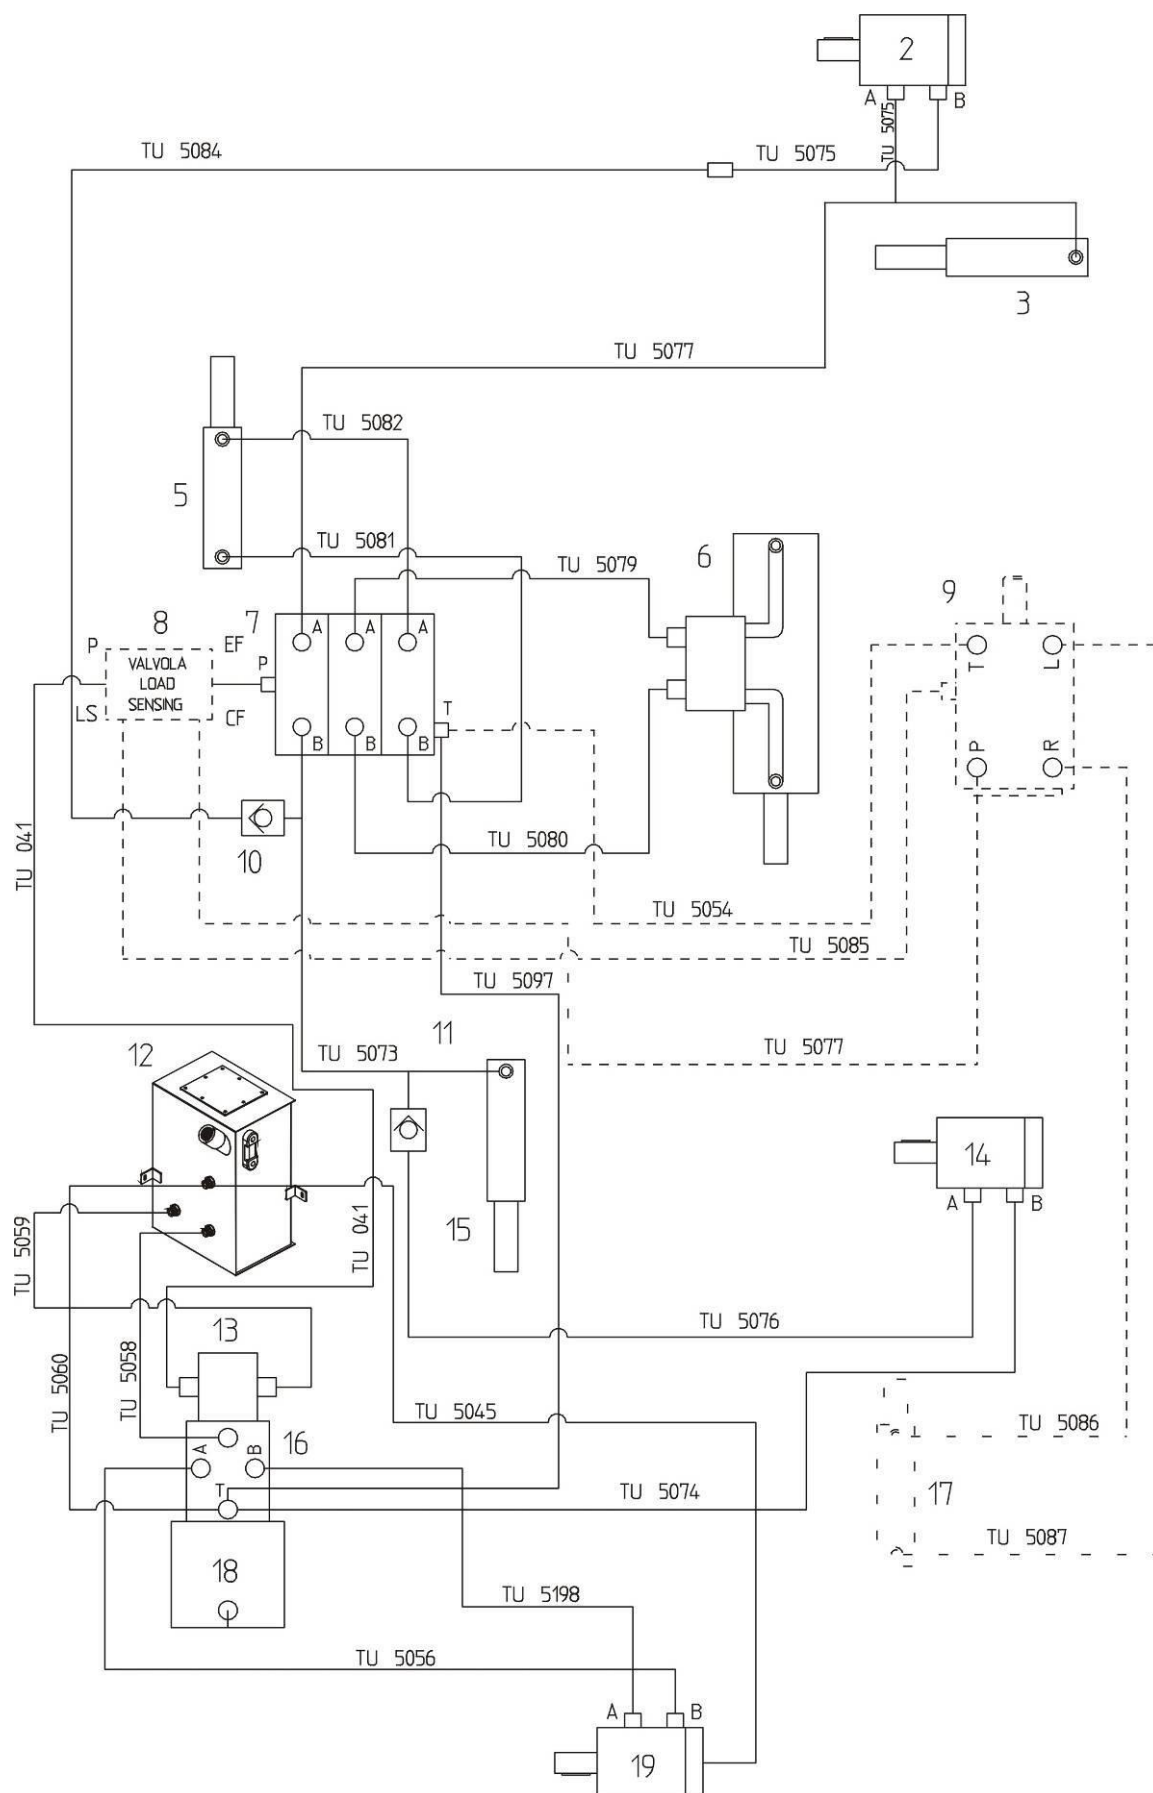 2
A
B
TU 5075
TU 5084
TU 5075
3
TU 5077
TU 5082
5
TU 5081
TU 5079
6
9
8
7
P
EF
A
A
A
VALVOLA
LOAD
SENSING
P
T
L
LS
CF
T
B
B
B
P
R
TU 041
10
TU 5080
TU 5054
TU 5085
TU 5097
11
12
TU 5073
TU 5077
14
A
B
15
TU 5059
TU 041
13
TU 5076
TU 5060
TU 5058
TU 5045
TU 5086
A
B
16
T
TU 5074
17
TU 5087
18
TU 5198
TU 5056
A
B
19